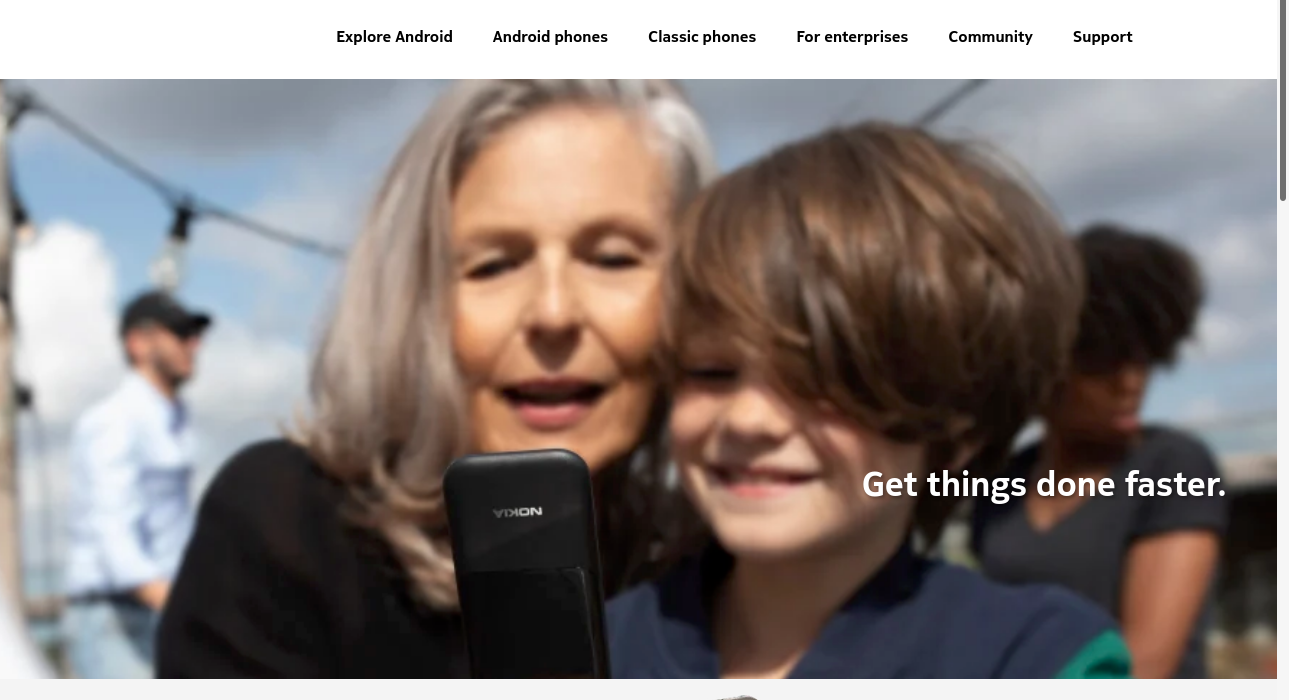 Explore Android Android phones Classic phones For enterprises Community Support
NOKIA
Get things done faster.